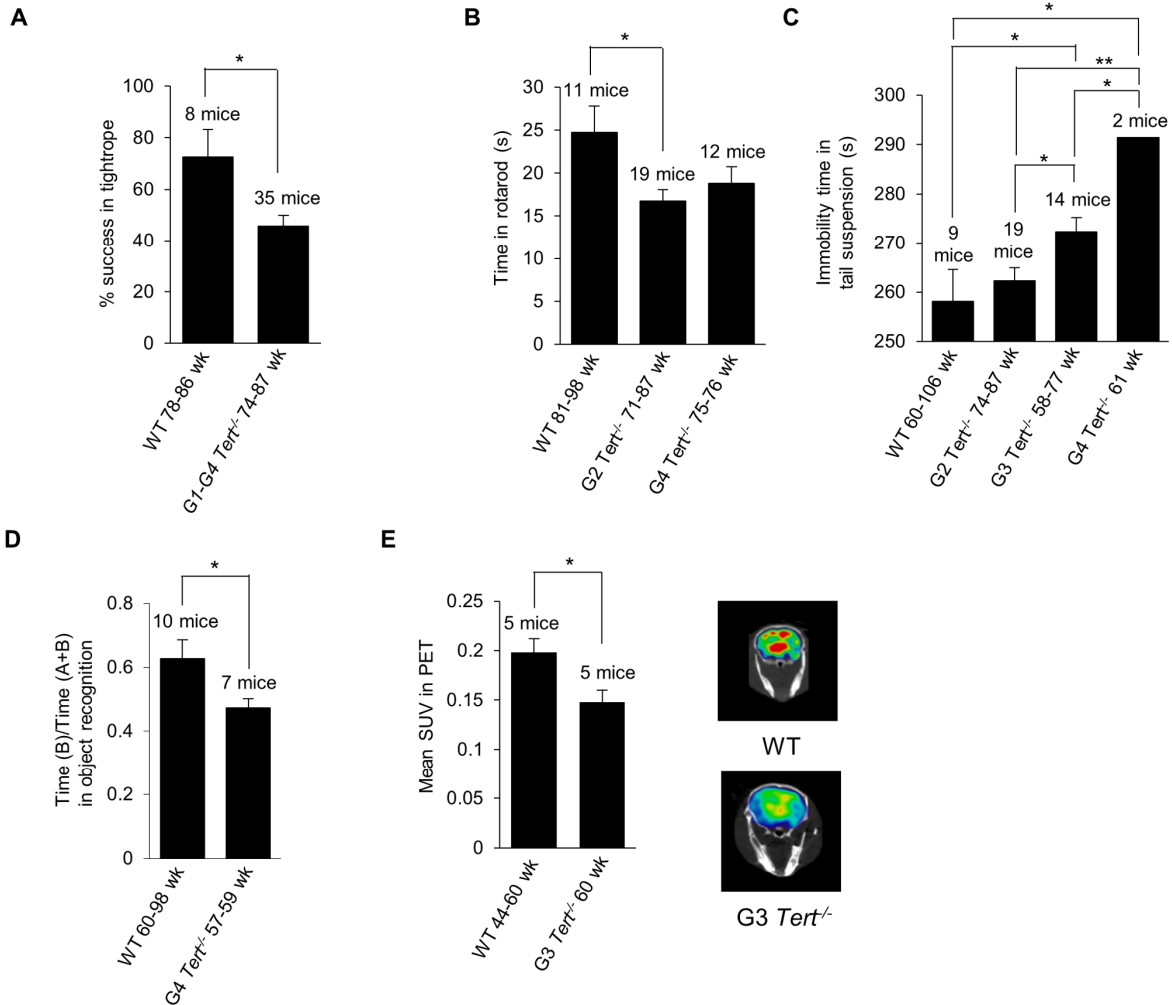 A
% success in tightrope
100
80
60
40
20
0
*
8 mice
35 mice
WT 78-86 wk
G1-G4 Tert-/- 74-87 wk
B
Time in rotarod (s)
30
25
20
15
10
5
0
*
11 mice
19 mice
12 mice
WT 81-98 wk
G2 Tert-/- 71-87 wk
G4 Tert-/- 75-76 wk
C
Immobility time in
tail suspension (s)
300
290
280
270
260
250
*
*
**
*
*
9
mice
19
mice
14 mice
2 mice
WT 60-106 wk
G2 Tert-/- 74-87 wk
G3 Tert-/- 58-77 wk
G4 Tert-/- 61 wk
D
Time (B)/Time (A+B)
in object recognition
0.8
0.6
0.4
0.2
0
*
10 mice
7 mice
WT 60-98 wk
G4 Tert-/- 57-59 wk
E
Mean SUV in PET
0.25
0.2
0.15
0.1
0.05
0
*
5 mice
5 mice
WT 44-60 wk
G3 Tert-/- 60 wk
WT
G3 Tert-/-